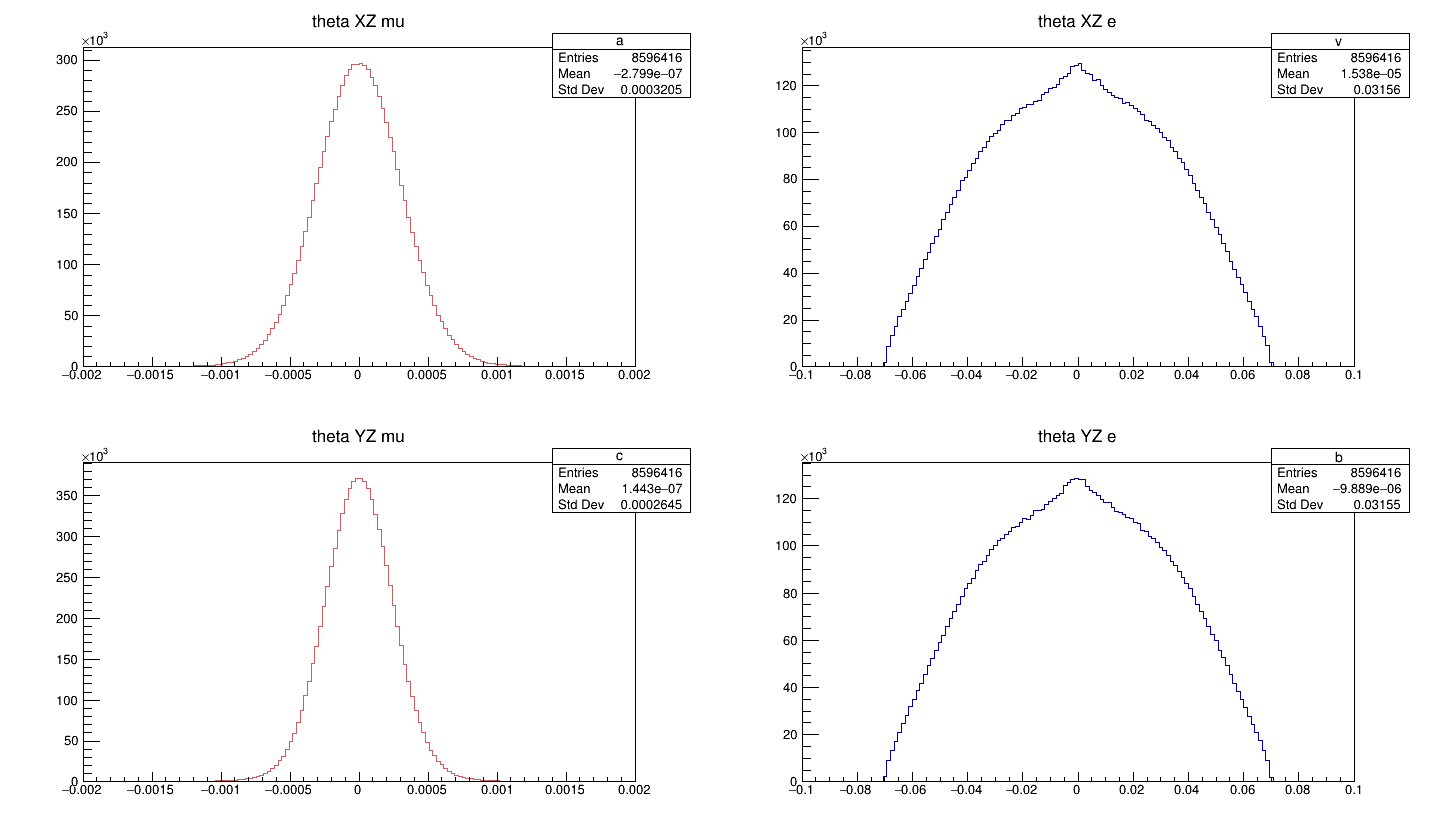 theta XZ mu
×10³
a
Entries 8596416
Mean −2.799e−07
Std Dev 0.0003205
300
250
200
150
100
50
0
−0.002 −0.0015 −0.001 −0.0005 0 0.0005 0.001 0.0015 0.002
theta XZ e
×10³
v
Entries 8596416
Mean 1.538e−05
Std Dev 0.03156
120
100
80
60
40
20
0
−0.1 −0.08 −0.06 −0.04 −0.02 0 0.02 0.04 0.06 0.08 0.1
theta YZ mu
×10³
c
Entries 8596416
Mean 1.443e−07
Std Dev 0.0002645
350
300
250
200
150
100
50
0
−0.002 −0.0015 −0.001 −0.0005 0 0.0005 0.001 0.0015 0.002
theta YZ e
×10³
b
Entries 8596416
Mean −9.889e−06
Std Dev 0.03155
120
100
80
60
40
20
0
−0.1 −0.08 −0.06 −0.04 −0.02 0 0.02 0.04 0.06 0.08 0.1